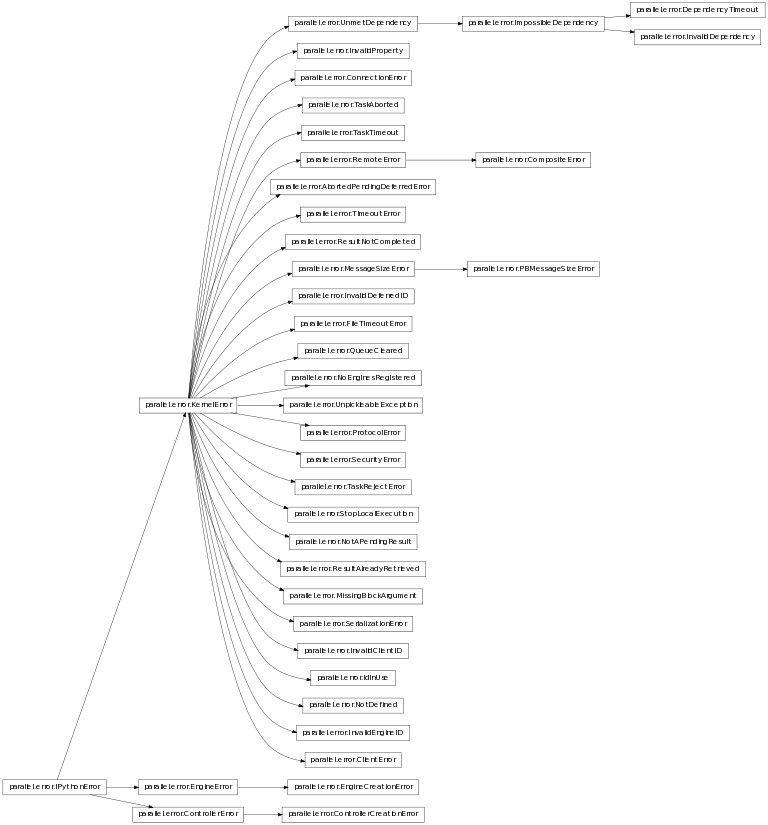 parallel.error.DependencyTimeout
parallel.error.UnmetDependency
parallel.error.ImpossibleDependency
parallel.error.InvalidDependency
parallel.error.InvalidProperty
parallel.error.ConnectionError
parallel.error.TaskAborted
parallel.error.TaskTimeout
parallel.error.RemoteError
parallel.error.CompositeError
parallel.error.AbortedPendingDeferredError
parallel.error.TimeoutError
parallel.error.ResultNotCompleted
parallel.error.MessageSizeError
parallel.error.PBMessageSizeError
parallel.error.InvalidDeferredID
parallel.error.FileTimeoutError
parallel.error.QueueCleared
parallel.error.NoEnginesRegistered
parallel.error.KernelError
parallel.error.UnpickleableException
parallel.error.ProtocolError
parallel.error.SecurityError
parallel.error.TaskRejectError
parallel.error.StopLocalExecution
parallel.error.NotAPendingResult
parallel.error.ResultAlreadyRetrieved
parallel.error.MissingBlockArgument
parallel.error.SerializationError
parallel.error.InvalidClientID
parallel.error.IdInUse
parallel.error.NotDefined
parallel.error.InvalidEngineID
parallel.error.ClientError
parallel.error.IPythonError
parallel.error.EngineError
parallel.error.EngineCreationError
parallel.error.ControllerError
parallel.error.ControllerCreationError